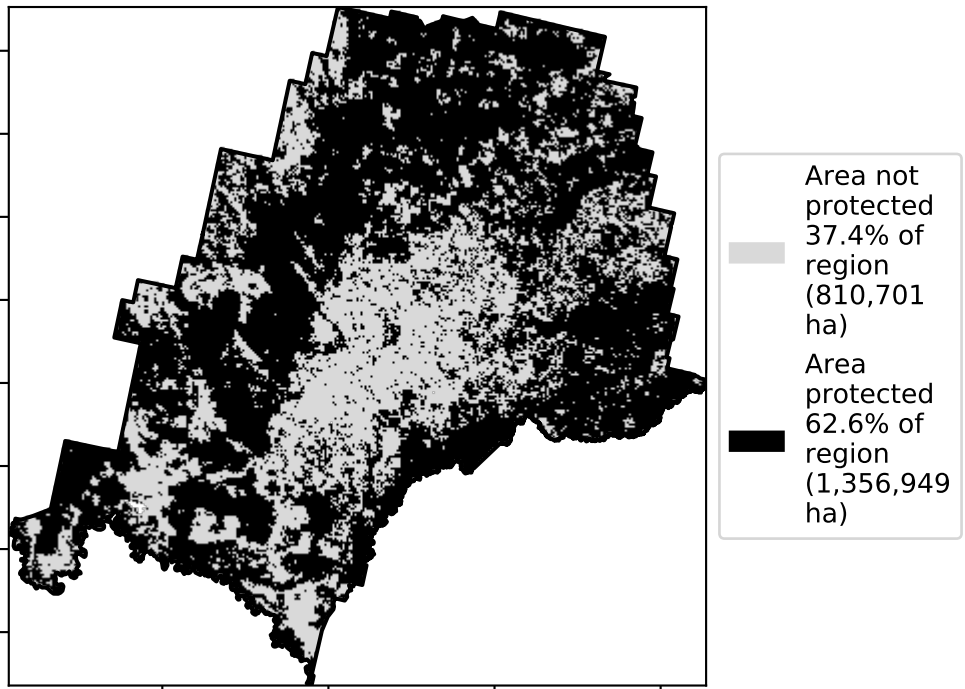 Area not
protected
37.4% of
region
(810,701
ha)
Area
protected
62.6% of
region
(1,356,949
ha)